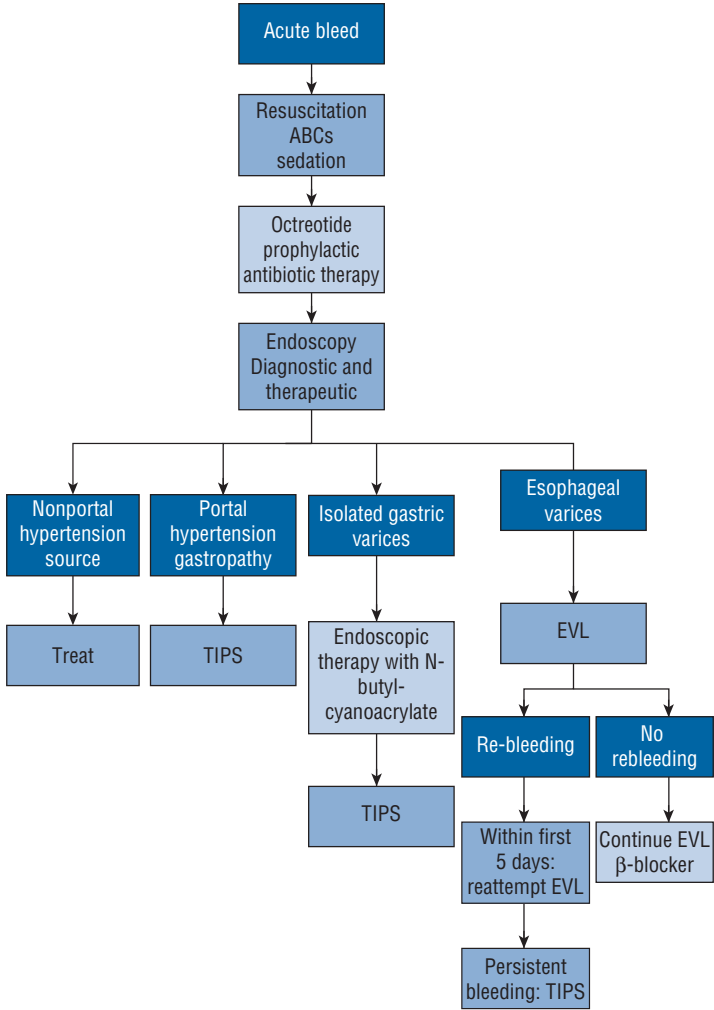 Acute bleed
Resuscitation
ABCs
sedation
Octreotide
prophylactic
antibiotic therapy
Endoscopy
Diagnostic and
therapeutic
Nonportal
hypertension
source
Portal
hypertension
gastropathy
Isolated gastric
varices
Esophageal
varices
Treat
TIPS
Endoscopic
therapy with N-
butyl-
cyanoacrylate
TIPS
EVL
Re-bleeding
No
rebleeding
Within first
5 days:
reattempt EVL
Continue EVL
β-blocker
Persistent
bleeding: TIPS